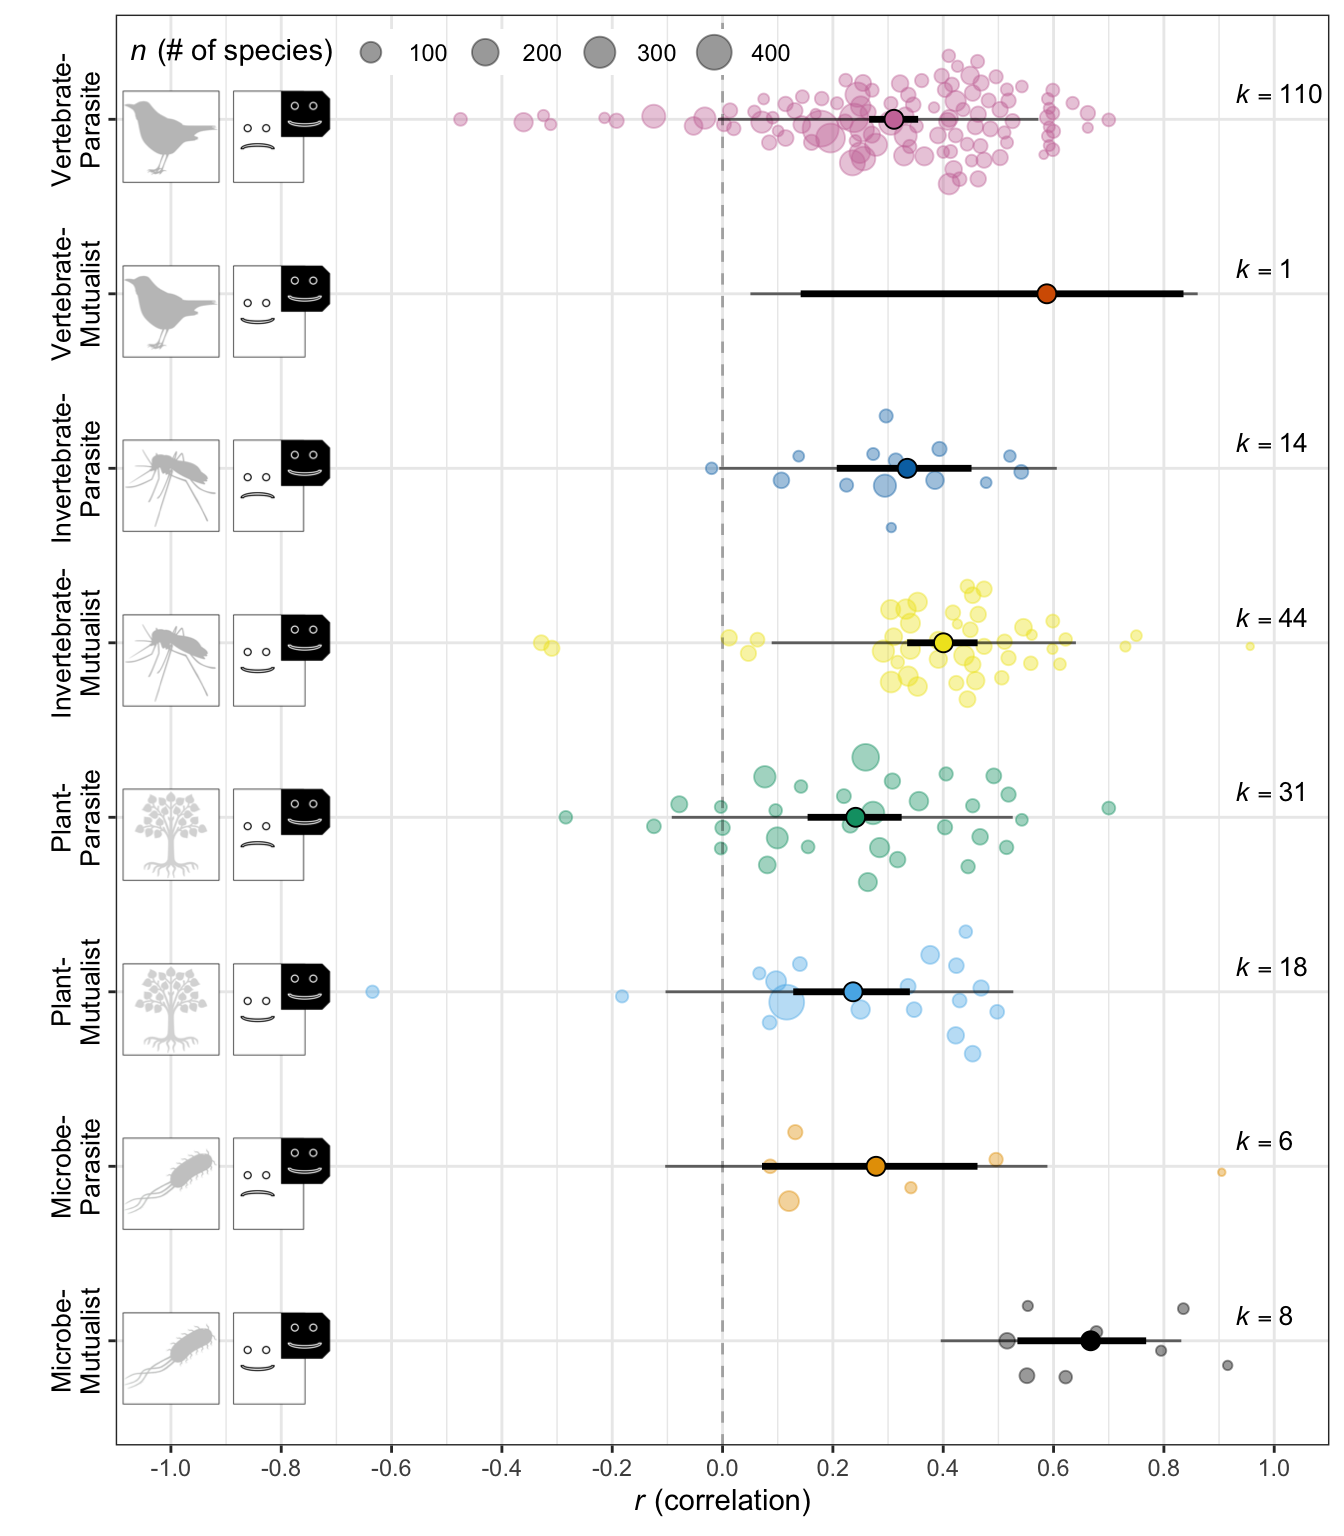 n (# of species) 100 200 300 400
Vertebrate-
Parasite
k = 110
Vertebrate-
Mutualist
k = 1
Invertebrate-
Parasite
k = 14
Invertebrate-
Mutualist
k = 44
Plant-
Parasite
k = 31
Plant-
Mutualist
k = 18
Microbe-
Parasite
k = 6
Microbe-
Mutualist
k = 8
-1.0 -0.8 -0.6 -0.4 -0.2 0.0 0.2 0.4 0.6 0.8 1.0
r (correlation)